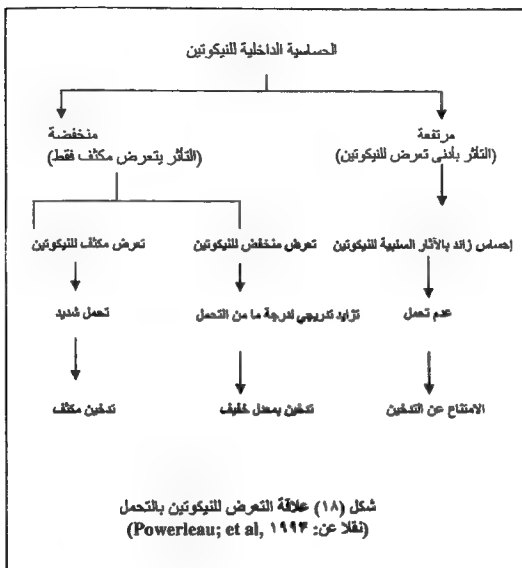 الحساسية الداخلية للنيكوتين
مرتفعة
(التأثر بأدنى تعرض للنيكوتين)
منخفضة
(التأثر بتعرض مكثف فقط)
إحساس زائد بالآثار السلبية للنيكوتين
تعرض منخفض للنيكوتين
تعرض مكثف للنيكوتين
عدم تحمل
تزايد تدريجي لدرجة ما من التحمل
تحمل شديد
الامتناع عن التدخين
تدخين بمعدل خفيف
تدخين مكثف
شكل (١٨) علاقة التعرض للنيكوتين بالتحمل
(نقلا عن: Powerleau; et al, ١٩٩٣)